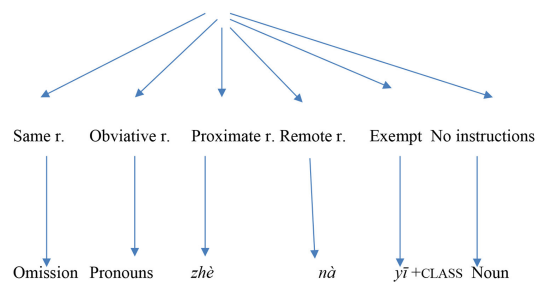 Same r. Obviative r. Proximate r. Remote r. Exempt No instructions
Omission Pronouns zhè nà yī +CLASS Noun